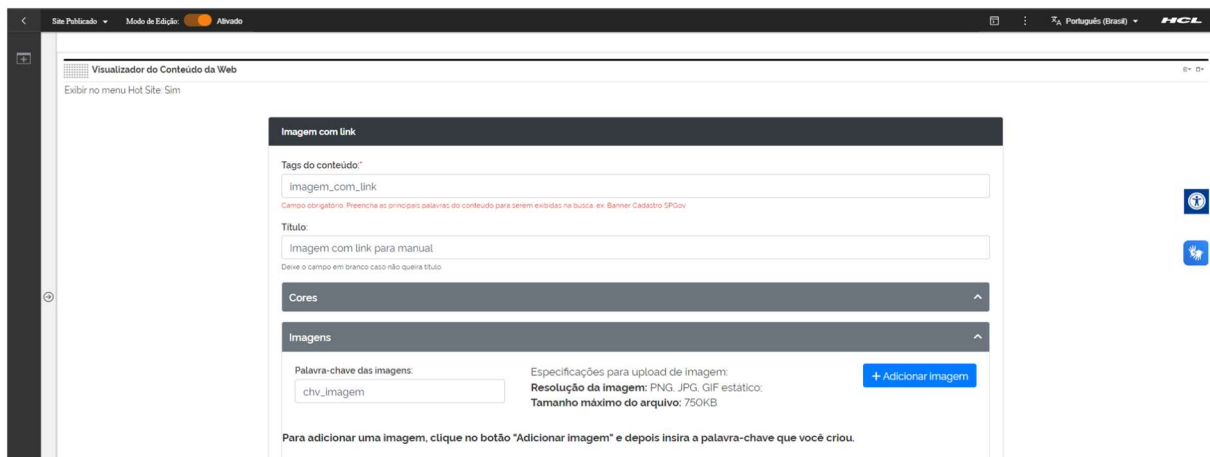 Site Publicado Modo de Edição: Ativado Português (Brasil) HCL
Visualizador do Conteúdo da Web
Exibir no menu Hot Site: Sim
Imagem com link
Tags do conteúdo:*
imagem_com_link
Campo obrigatório. Preencha as principais palavras do conteúdo para serem exibidas na busca. ex: Banner Cadastro SPGov
Título:
Imagem com link para manual
Deixe o campo em branco caso não queira título.
Cores
Imagens
Palavra-chave das imagens:
chv_imagem
Especificações para upload de imagem:
Resolução da imagem: PNG, JPG, GIF estático;
Tamanho máximo do arquivo: 750KB
+ Adicionar imagem
Para adicionar uma imagem, clique no botão "Adicionar imagem" e depois insira a palavra-chave que você criou.